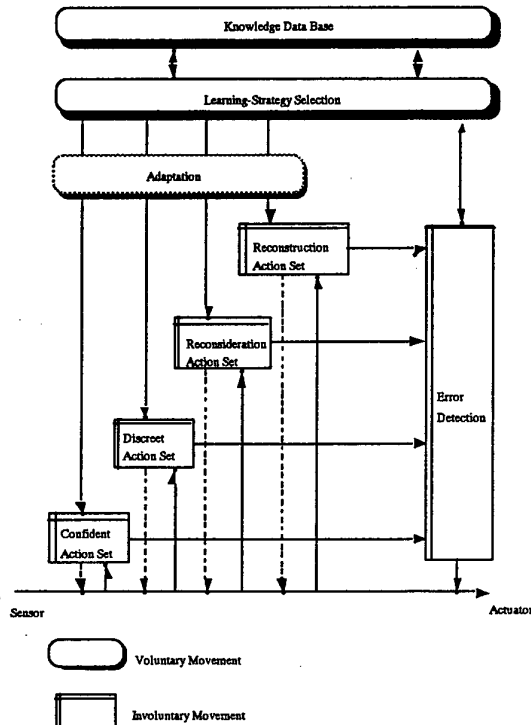 Knowledge Data Base
Learning-Strategy Selection
Adaptation
Reconstruction
Action Set
Reconsideration
Action Set
Error
Detection
Discreet
Action Set
Confident
Action Set
Sensor
Actuator
Voluntary Movement
Involuntary Movement